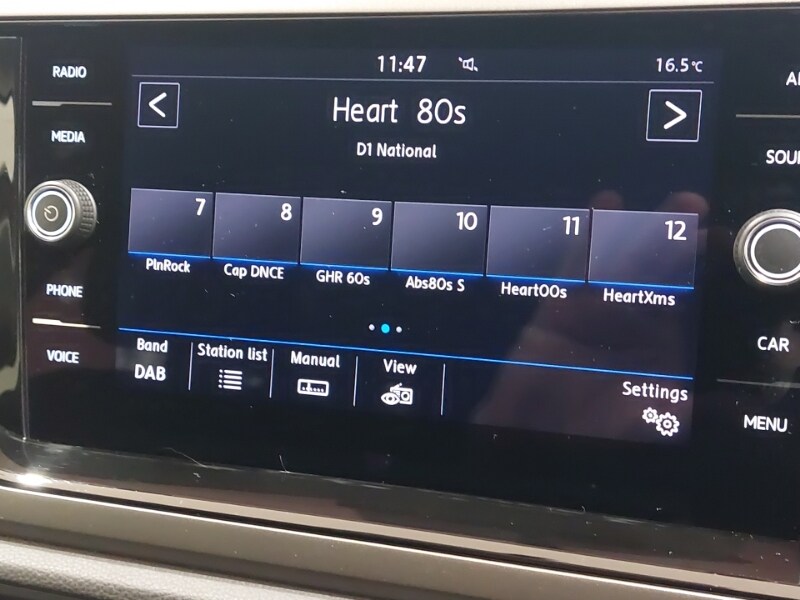 RADIO
MEDIA
PHONE
VOICE
11:47
16.5°C
Heart 80s
D1 National
7 8 9 10 11 12
PlnRock Cap DNCE GHR 60s Abs80s S Heart00s HeartXms
Band Station list Manual View Settings
DAB
SOU
CAR
MENU